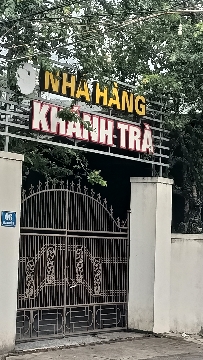 NHÀ HÀNG
KHÁNH TRÀ